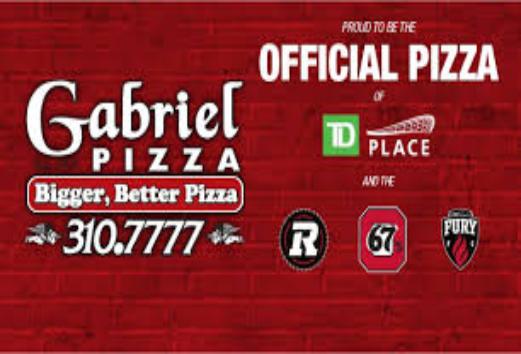 Gabriel
PIZZA
Bigger, Better Pizza
310.7777
PROUD TO BE THE
OFFICIAL PIZZA
OF
TD PLACE
AND THE
R
67's
FURY